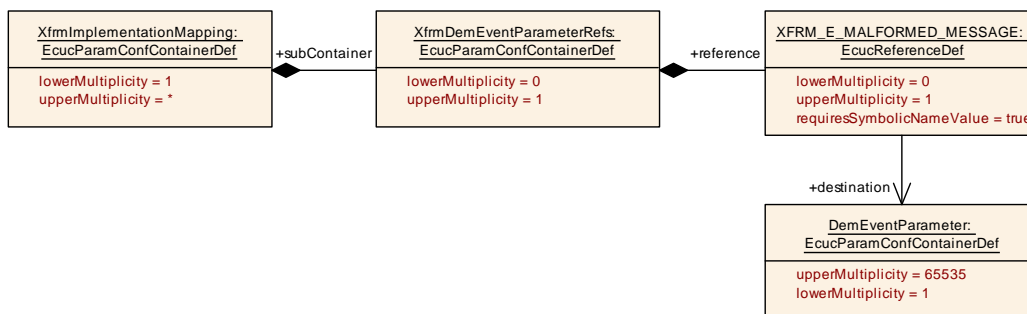 XfrmImplementationMapping:
EcucParamConfContainerDef
lowerMultiplicity = 1
upperMultiplicity = *
+subContainer
XfrmDemEventParameterRefs:
EcucParamConfContainerDef
lowerMultiplicity = 0
upperMultiplicity = 1
+reference
XFRM_E_MALFORMED_MESSAGE:
EcucReferenceDef
lowerMultiplicity = 0
upperMultiplicity = 1
requiresSymbolicNameValue = true
+destination
DemEventParameter:
EcucParamConfContainerDef
upperMultiplicity = 65535
lowerMultiplicity = 1